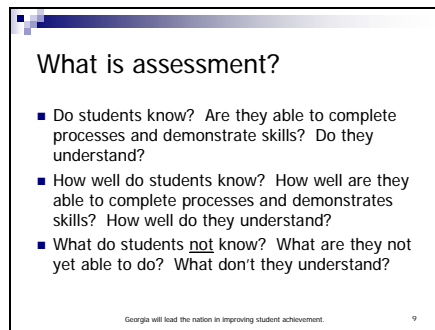 What is assessment?
Do students know? Are they able to complete
processes and demonstrate skills? Do they
understand?
How well do students know? How well are they
able to complete processes and demonstrates
skills? How well do they understand?
What do students not know? What are they not
yet able to do? What don't they understand?
Georgia will lead the nation in improving student achievement. 9